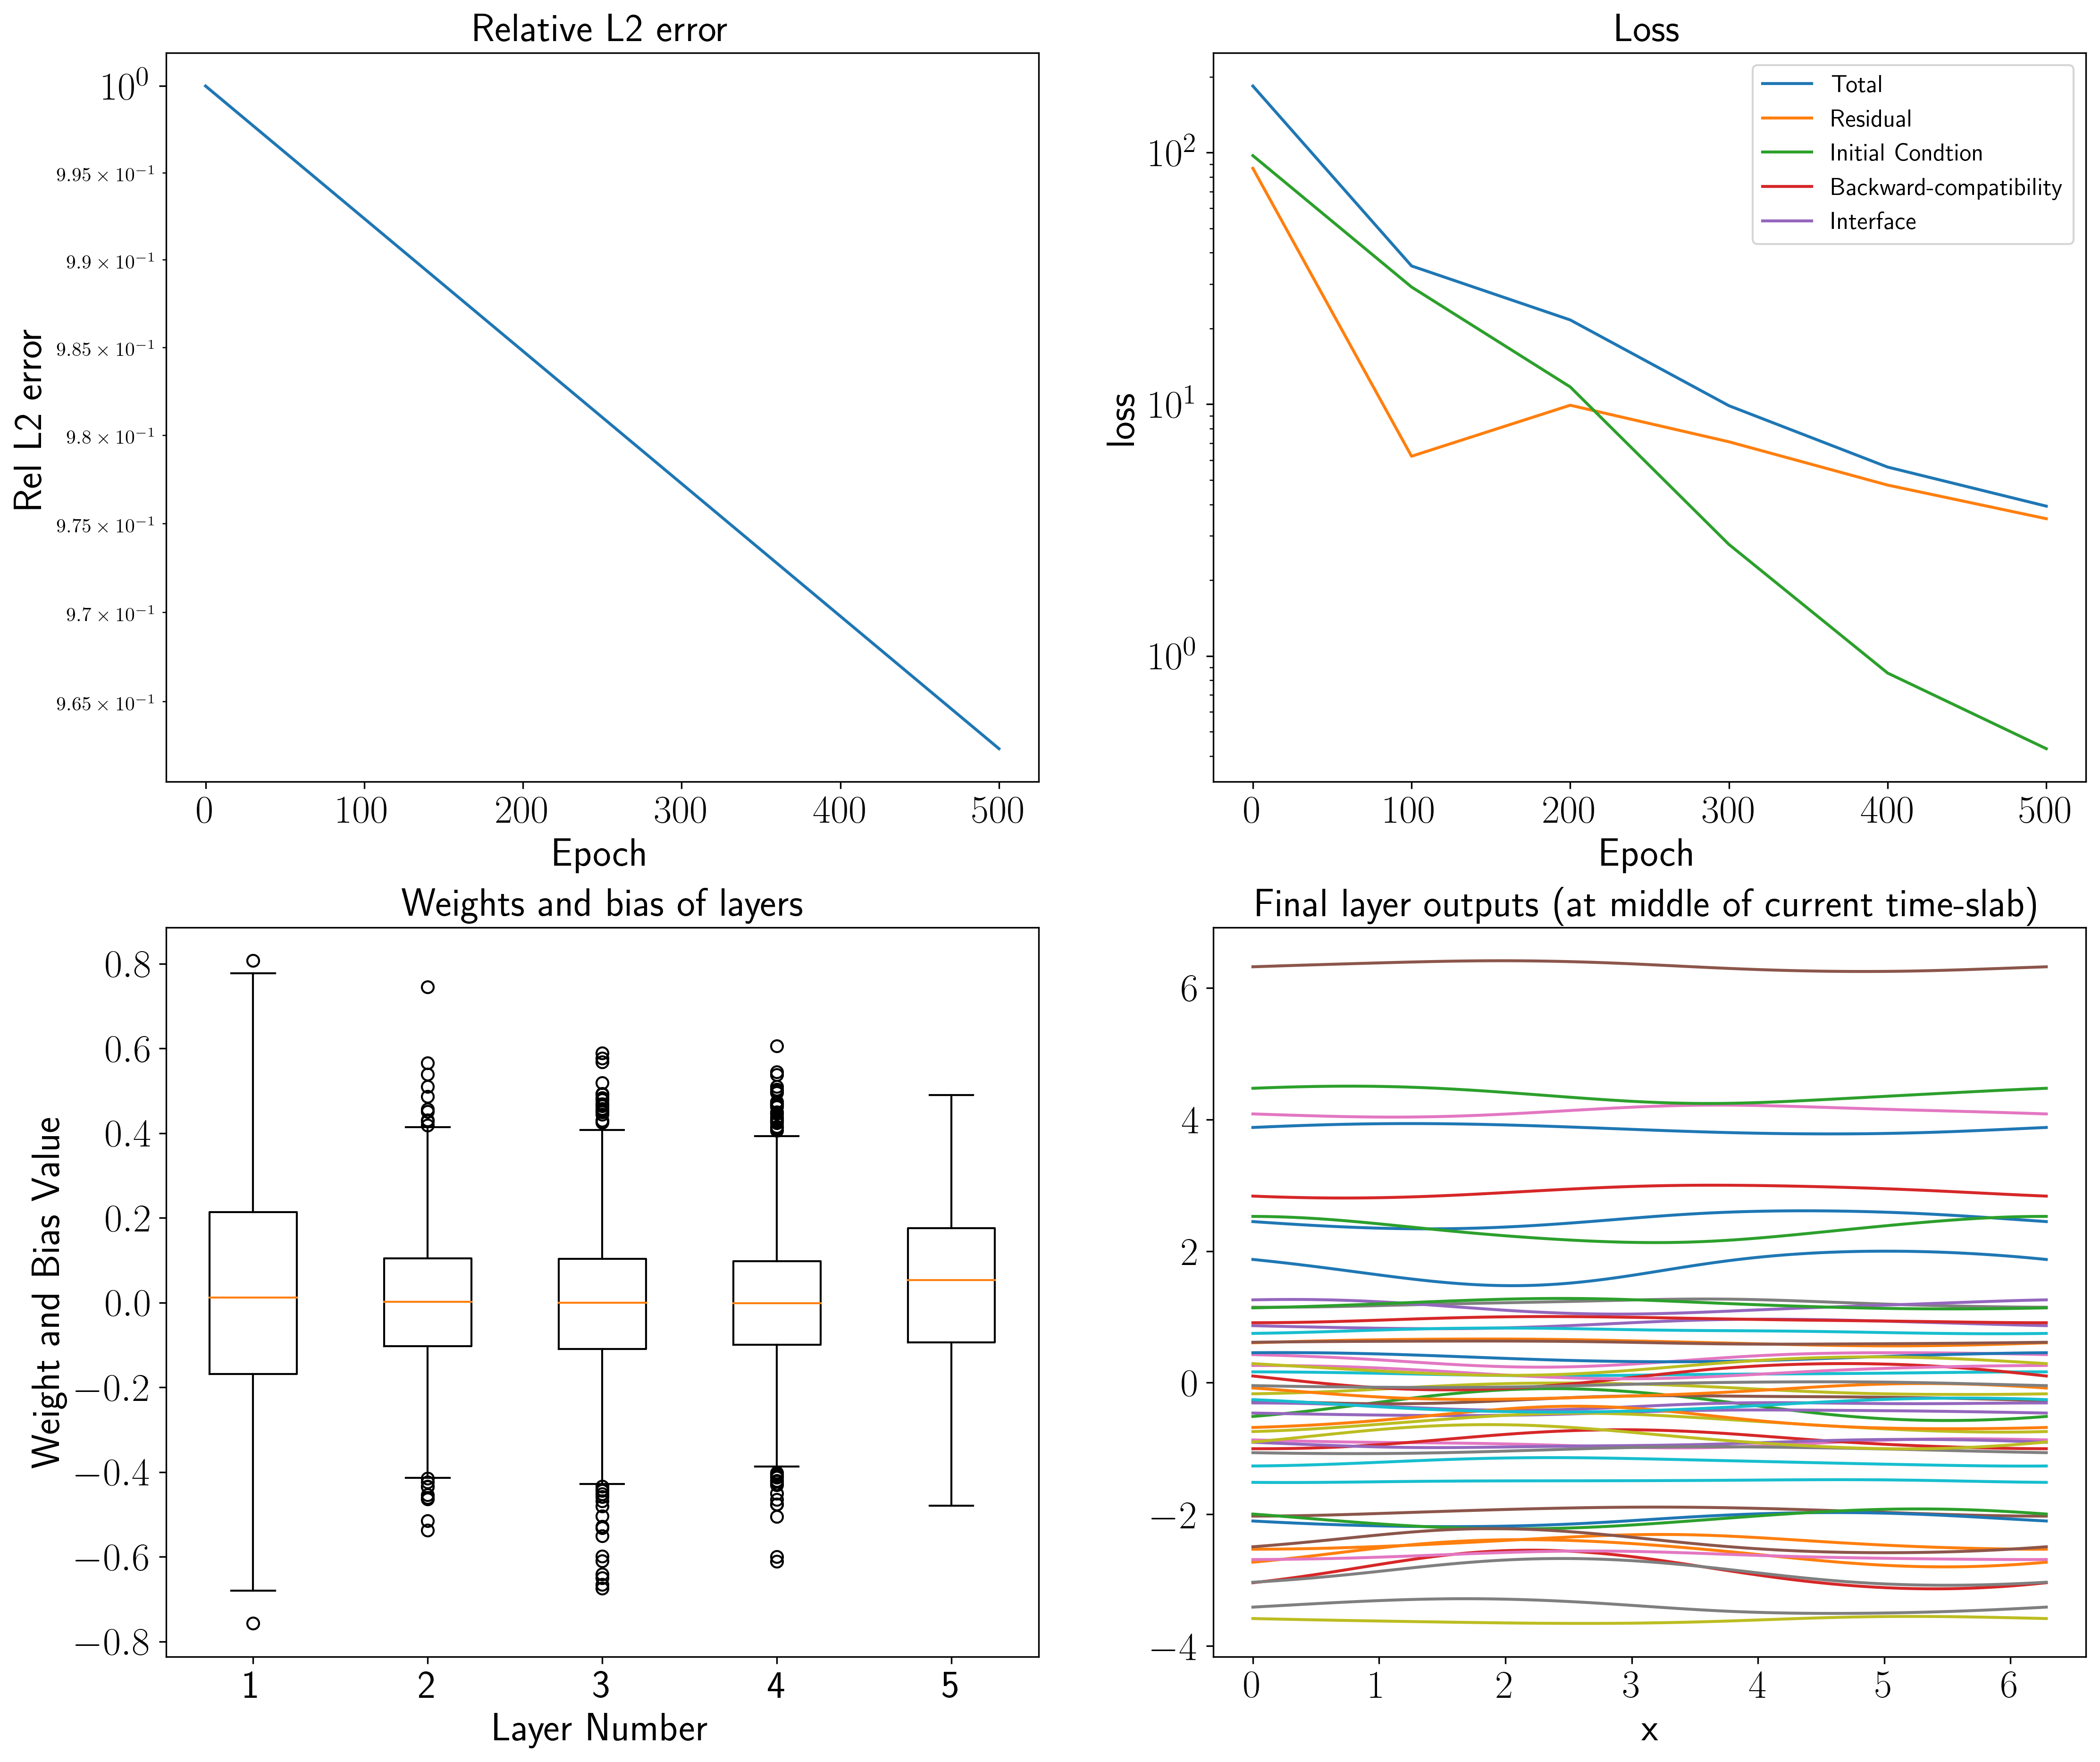 Relative L2 error
10^0
9.95 × 10^-1
9.9 × 10^-1
9.85 × 10^-1
9.8 × 10^-1
9.75 × 10^-1
9.7 × 10^-1
9.65 × 10^-1
Rel L2 error
0 100 200 300 400 500
Epoch
Loss
10^2
10^1
10^0
loss
Total
Residual
Initial Condtion
Backward-compatibility
Interface
0 100 200 300 400 500
Epoch
Weights and bias of layers
0.8
0.6
0.4
0.2
0.0
−0.2
−0.4
−0.6
−0.8
Weight and Bias Value
1 2 3 4 5
Layer Number
Final layer outputs (at middle of current time-slab)
6
4
2
0
−2
−4
0 1 2 3 4 5 6
x